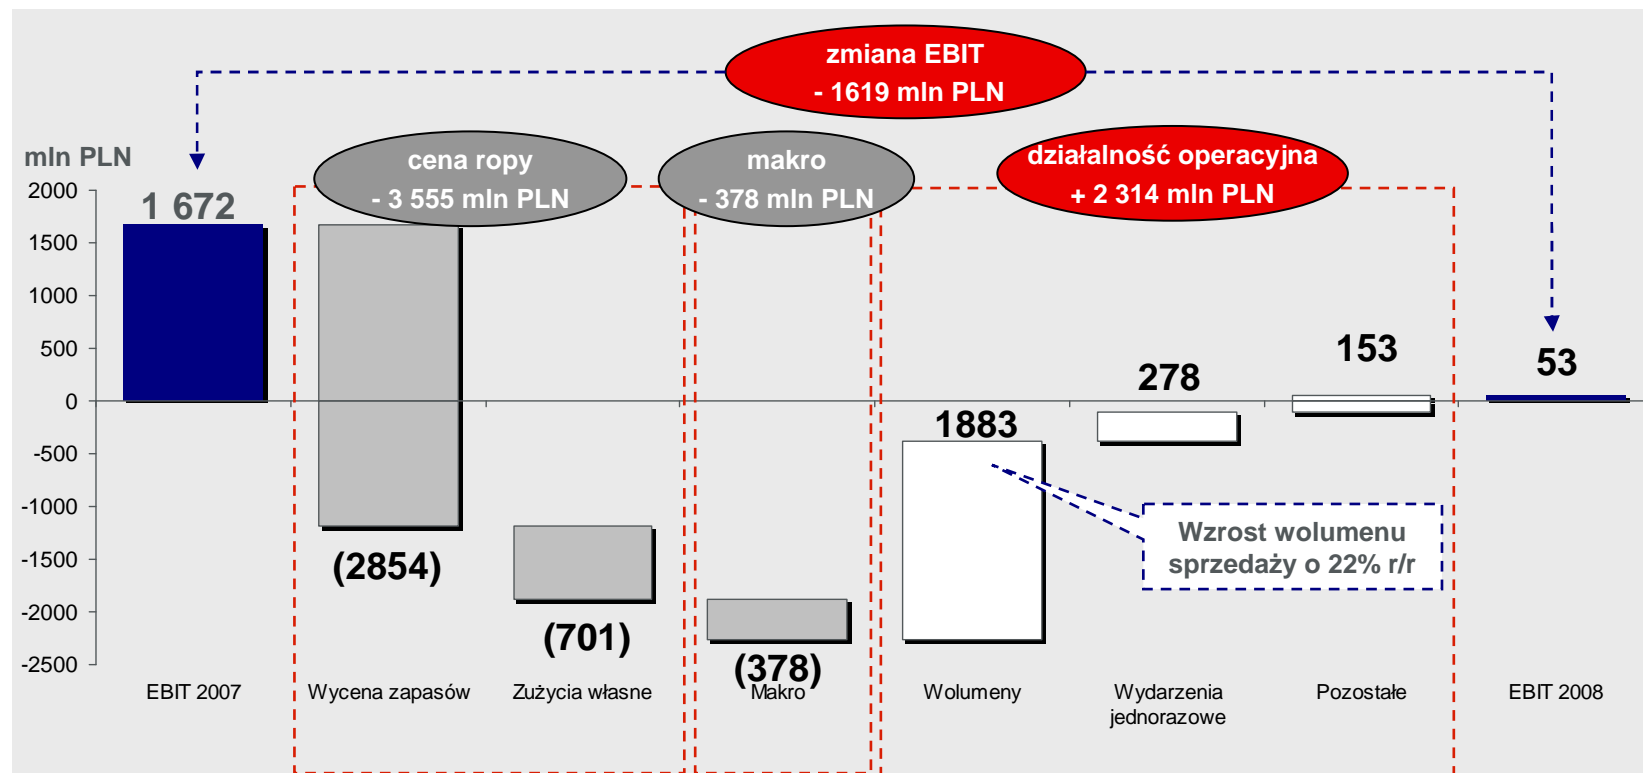 zmiana EBIT
- 1619 mln PLN
cena ropy
- 3 555 mln PLN
makro
- 378 mln PLN
działalność operacyjna
+ 2 314 mln PLN
mln PLN
2000
1500
1000
500
0
-500
-1000
-1500
-2000
-2500
1 672
(2854)
(701)
(378)
1883
278
153
53
Wzrost wolumenu
sprzedaży o 22% r/r
EBIT 2007
Wycena zapasów
Zużycia własne
Makro
Wolumeny
Wydarzenia
jednorazowe
Pozostałe
EBIT 2008